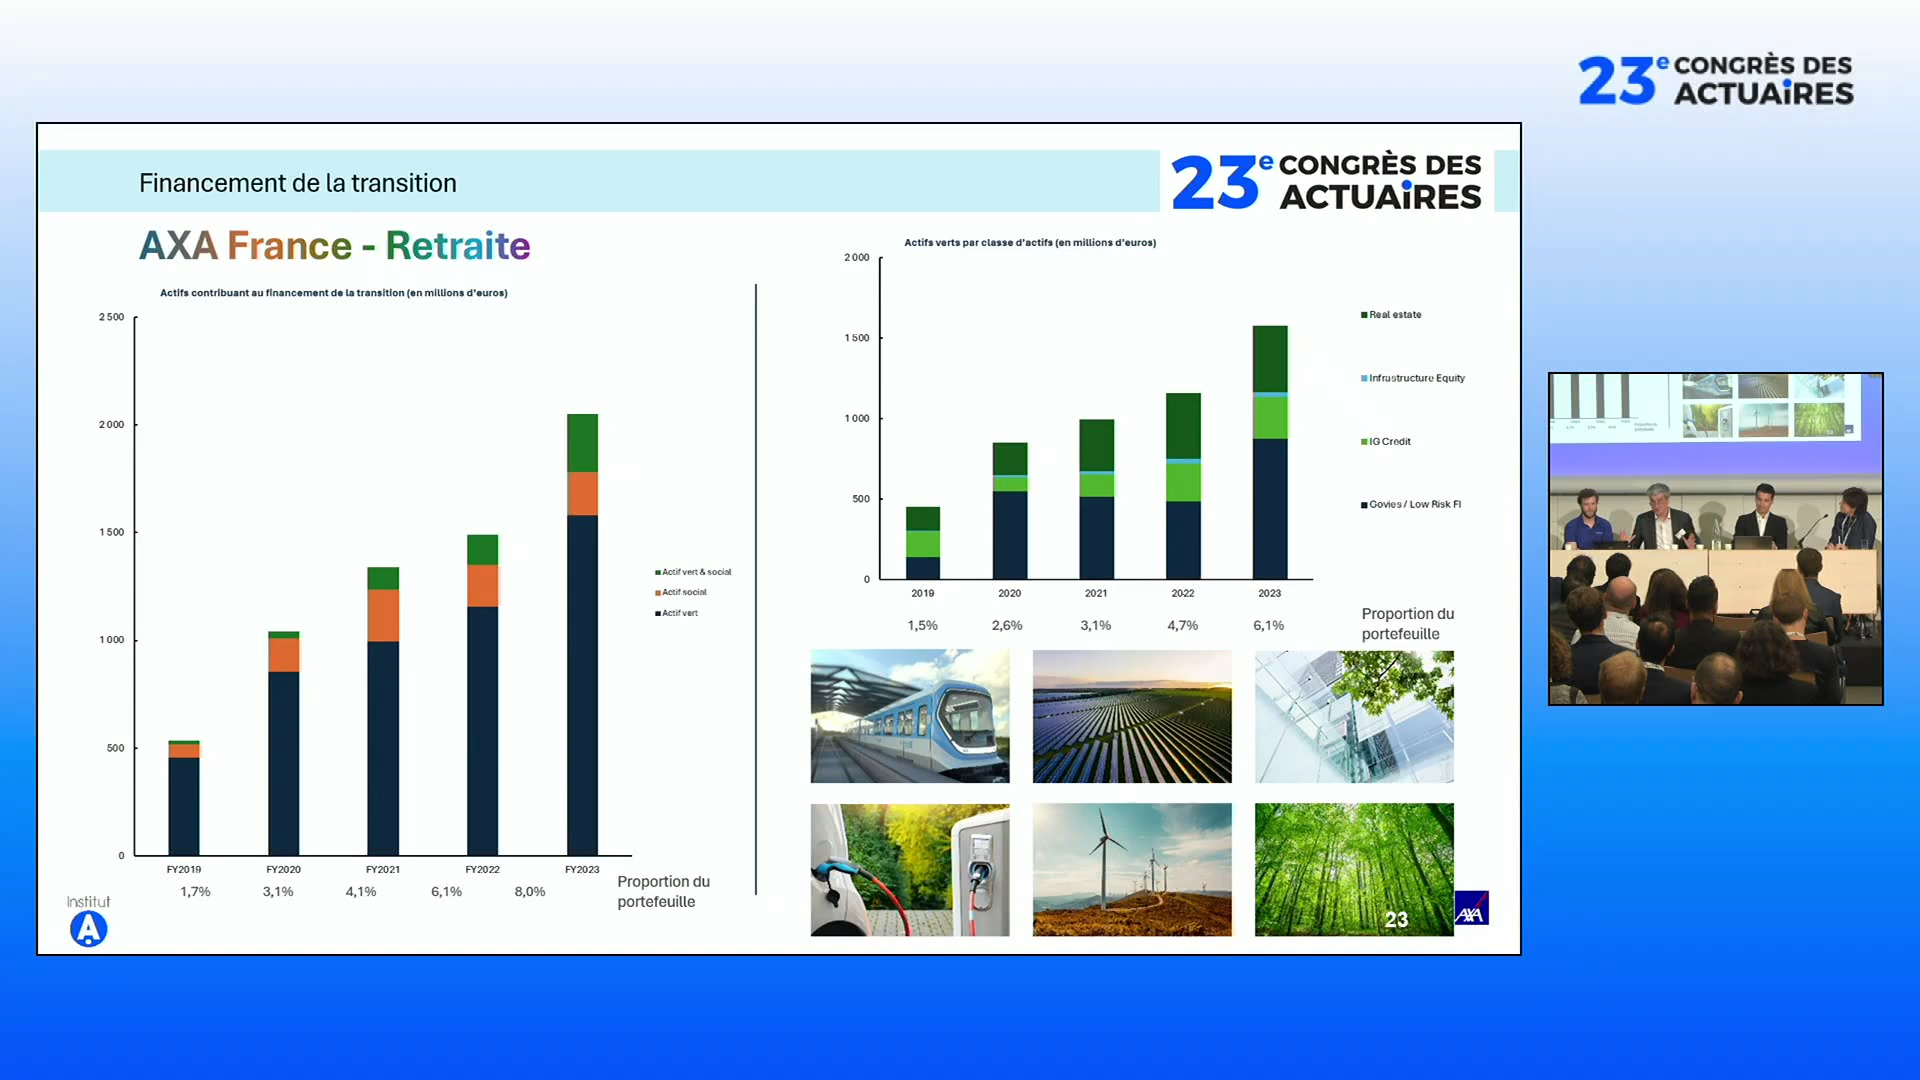 23e CONGRÈS DES
ACTUAiRES
Financement de la transition
23e CONGRÈS DES
ACTUAiRES
AXA France - Retraite
Actifs contribuant au financement de la transition (en millions d'euros)
2 500
2 000
1 500
1 000
500
0
FY2019
FY2020
FY2021
FY2022
FY2023
1,7%
3,1%
4,1%
6,1%
8,0%
Proportion du
portefeuille
Actif vert & social
Actif social
Actif vert
Actifs verts par classe d'actifs (en millions d'euros)
2 000
1 500
1 000
500
0
2019
2020
2021
2022
2023
1,5%
2,6%
3,1%
4,7%
6,1%
Proportion du
portefeuille
Real estate
Infrastructure Equity
IG Credit
Govies / Low Risk FI
Institut
A
23
AXA